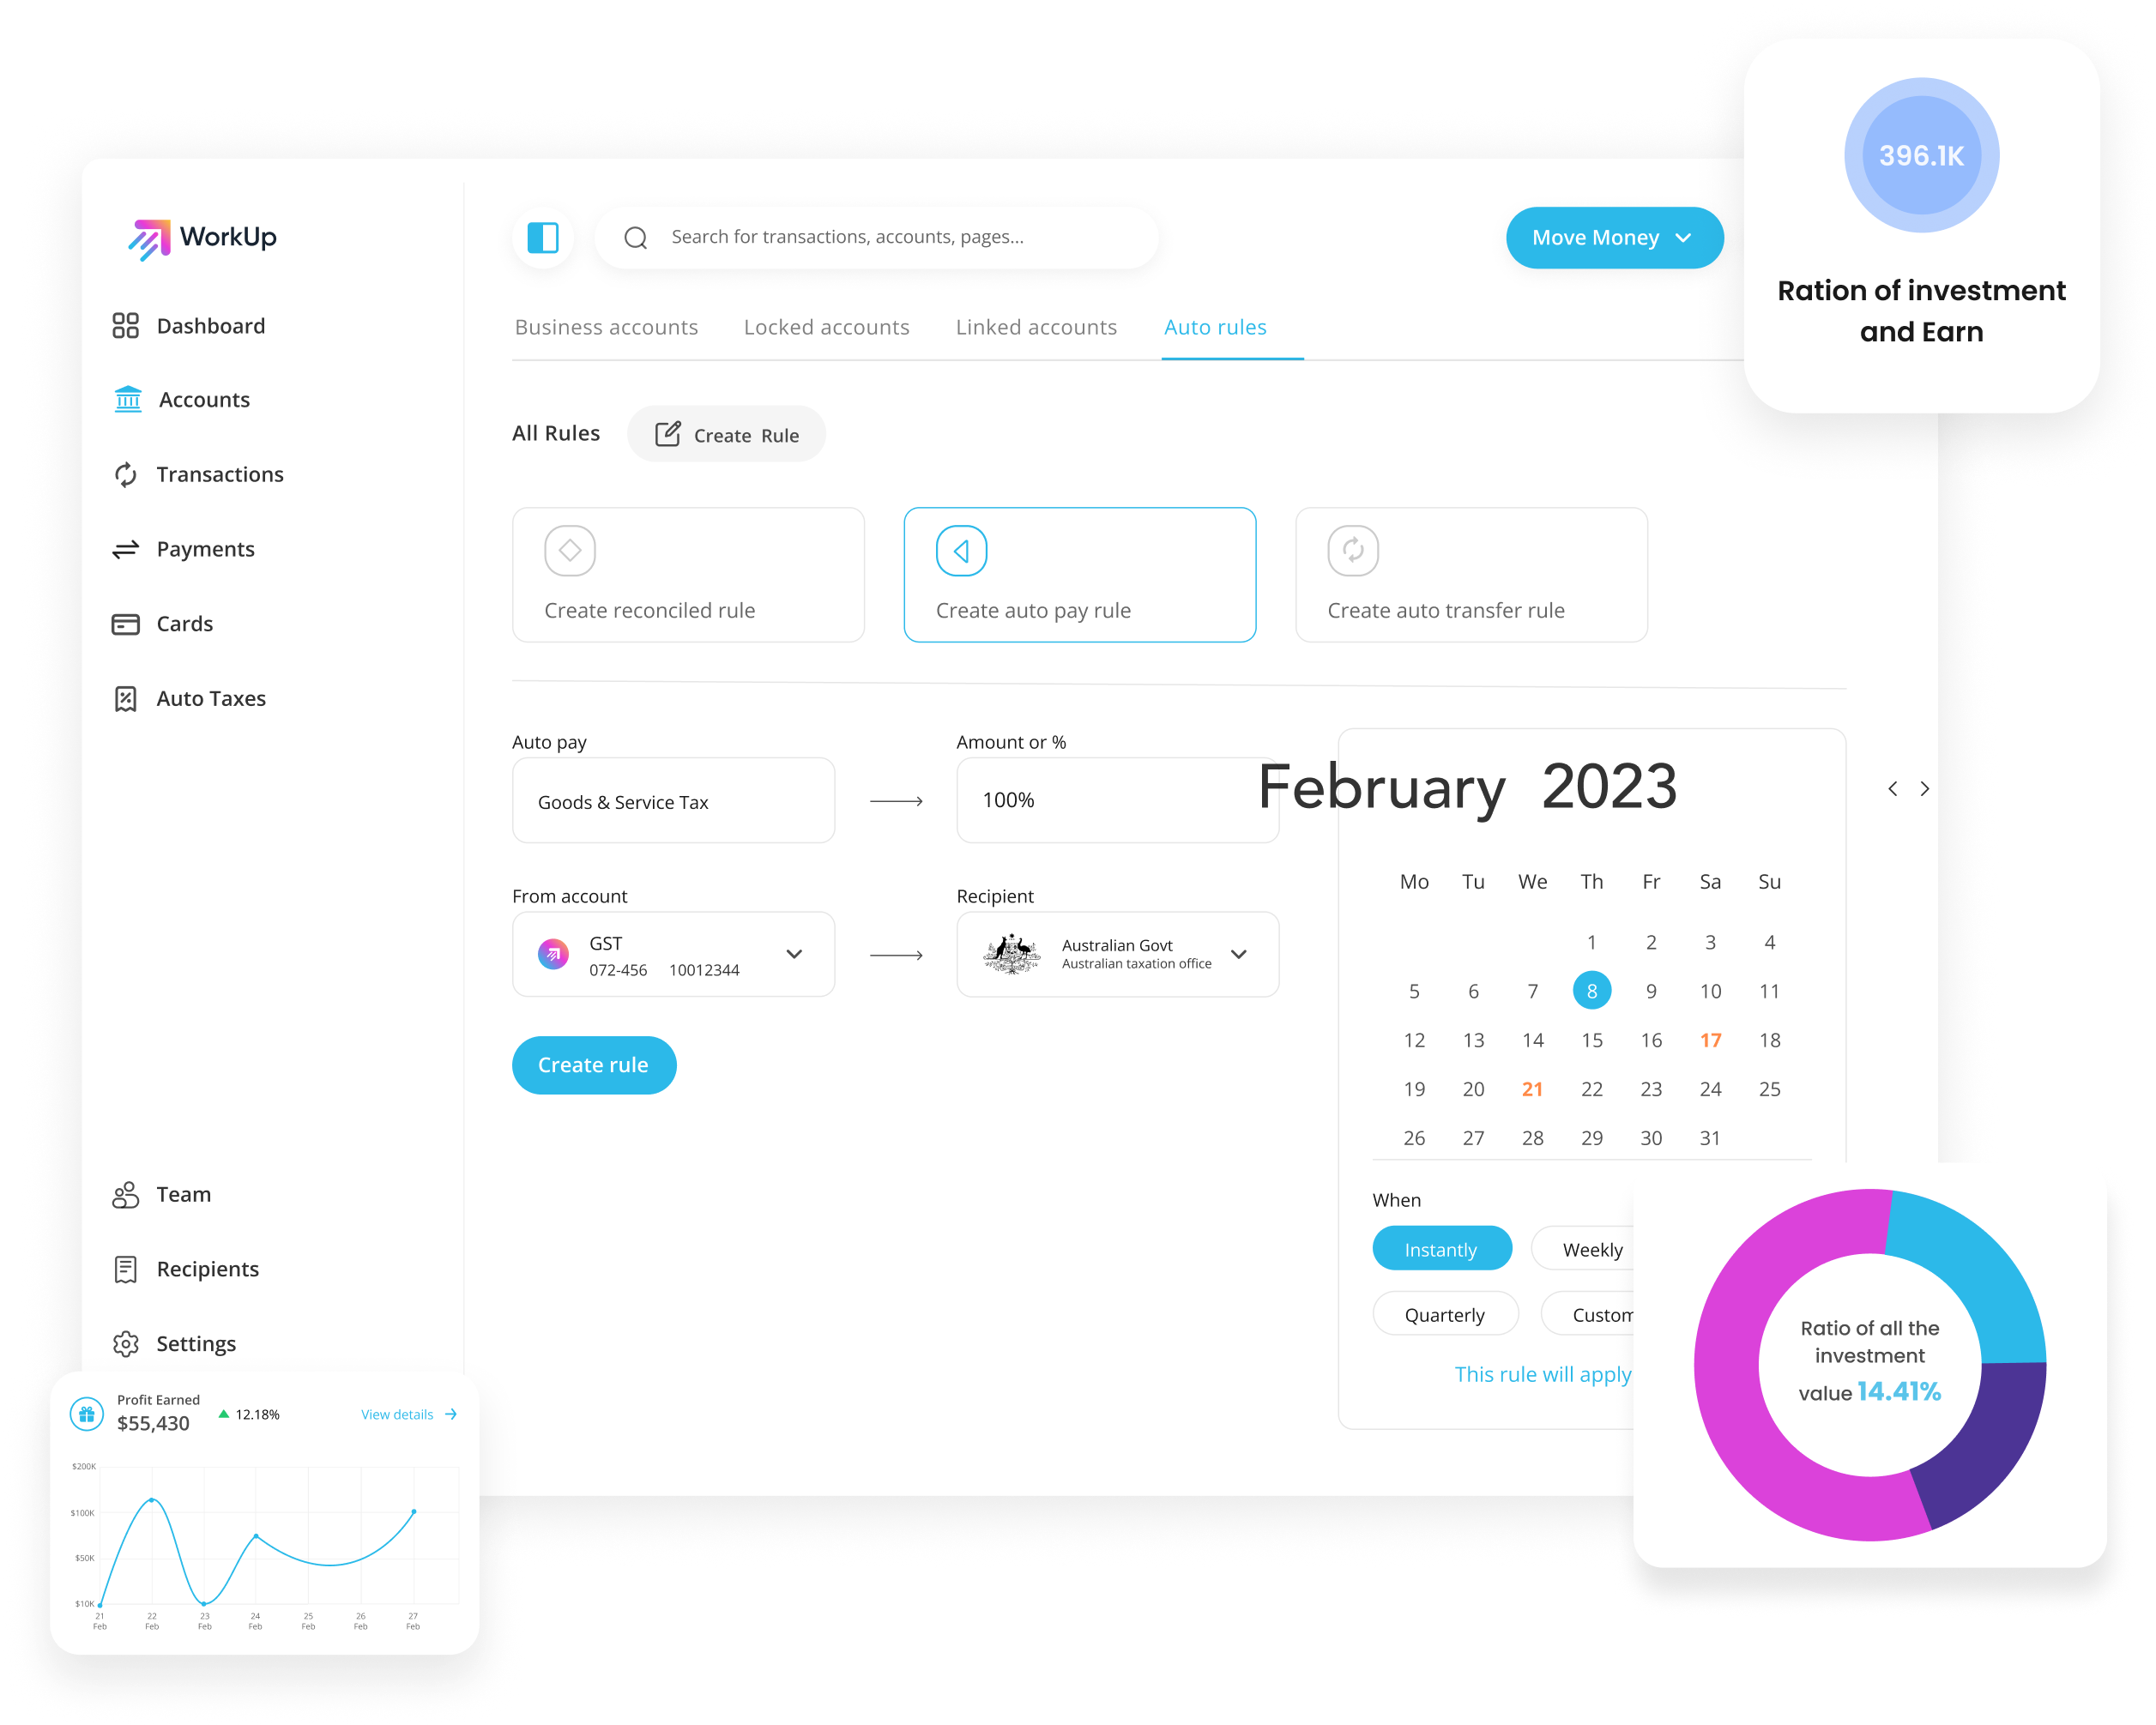 WorkUp
Dashboard
Accounts
Transactions
Payments
Cards
Auto Taxes
Team
Recipients
Settings
Search for transactions, accounts, pages...
Move Money
Business accounts Locked accounts Linked accounts Auto rules
All Rules Create Rule
Create reconciled rule Create auto pay rule Create auto transfer rule
Auto pay Amount or %
Goods & Service Tax 100%
From account Recipient
GST
072-456 10012344
Australian Govt
Australian taxation office
Create rule
February 2023
Mo Tu We Th Fr Sa Su
1 2 3 4
5 6 7 8 9 10 11
12 13 14 15 16 17 18
19 20 21 22 23 24 25
26 27 28 29 30 31
When
Instantly Weekly
Quarterly Custom
This rule will apply
396.1K
Ration of investment
and Earn
Profit Earned
$55,430 12.18% View details
$200K
$100K
$50K
$10K
21 22 23 24 25 26 27
Feb Feb Feb Feb Feb Feb Feb
Ratio of all the
investment
value 14.41%